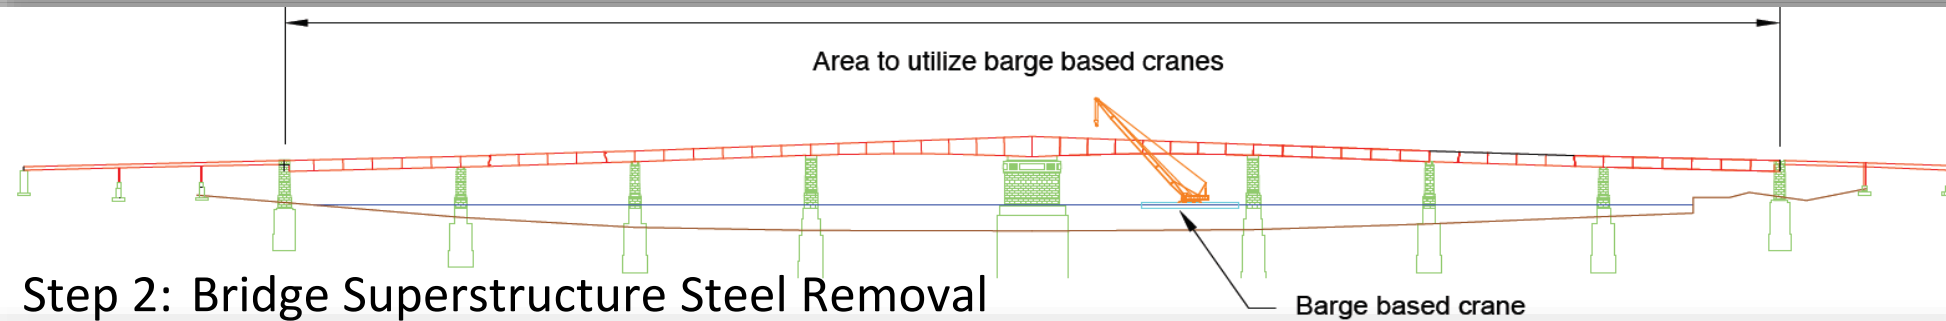 Area to utilize barge based cranes
Step 2: Bridge Superstructure Steel Removal
Barge based crane